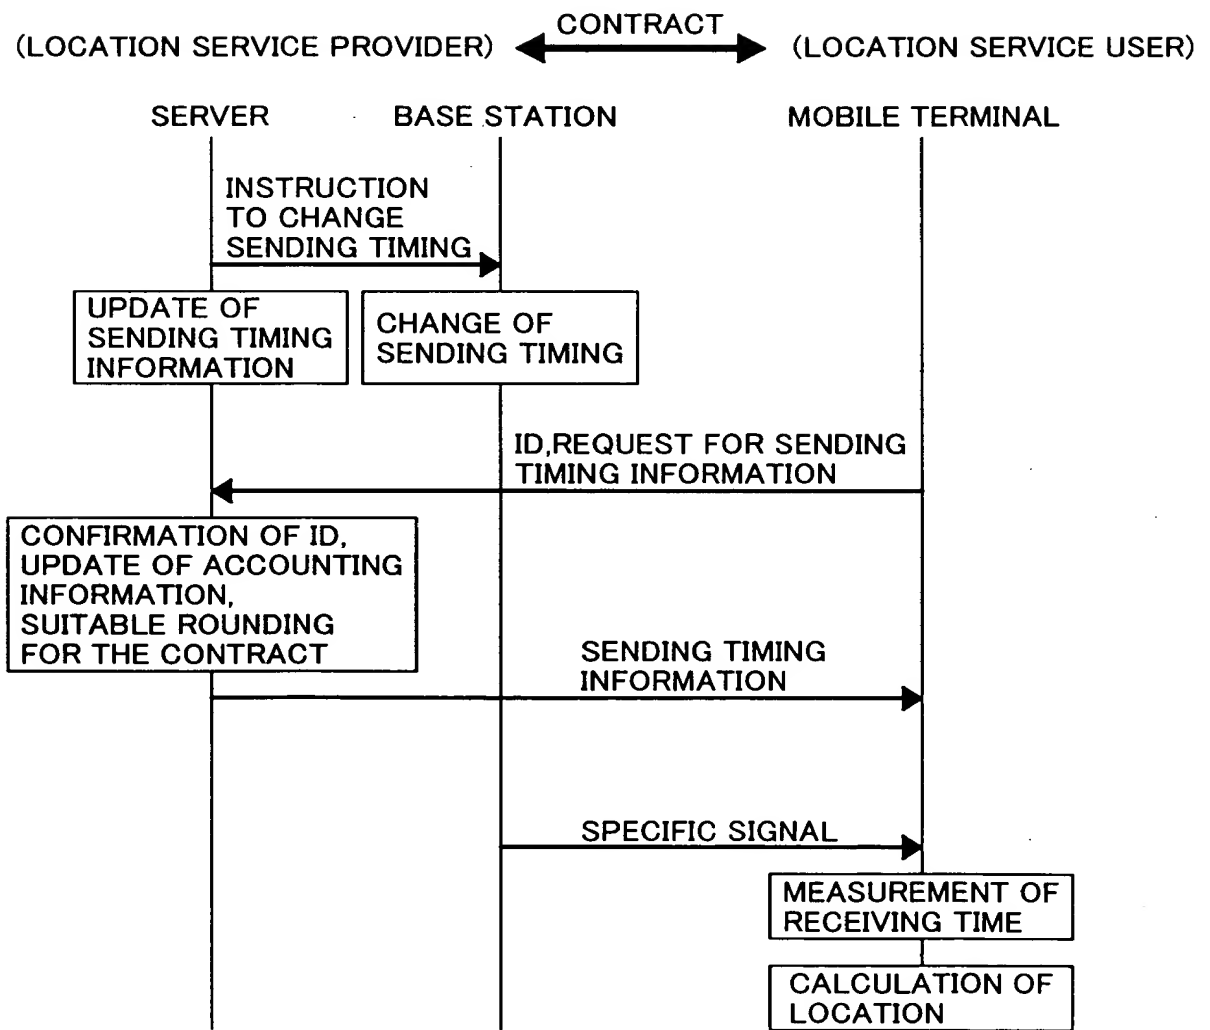 CONTRACT
(LOCATION SERVICE PROVIDER)
(LOCATION SERVICE USER)
SERVER
BASE STATION
MOBILE TERMINAL
INSTRUCTION
TO CHANGE
SENDING TIMING
UPDATE OF
SENDING TIMING
INFORMATION
CHANGE OF
SENDING TIMING
ID,REQUEST FOR SENDING
TIMING INFORMATION
CONFIRMATION OF ID,
UPDATE OF ACCOUNTING
INFORMATION,
SUITABLE ROUNDING
FOR THE CONTRACT
SENDING TIMING
INFORMATION
SPECIFIC SIGNAL
MEASUREMENT OF
RECEIVING TIME
CALCULATION OF
LOCATION